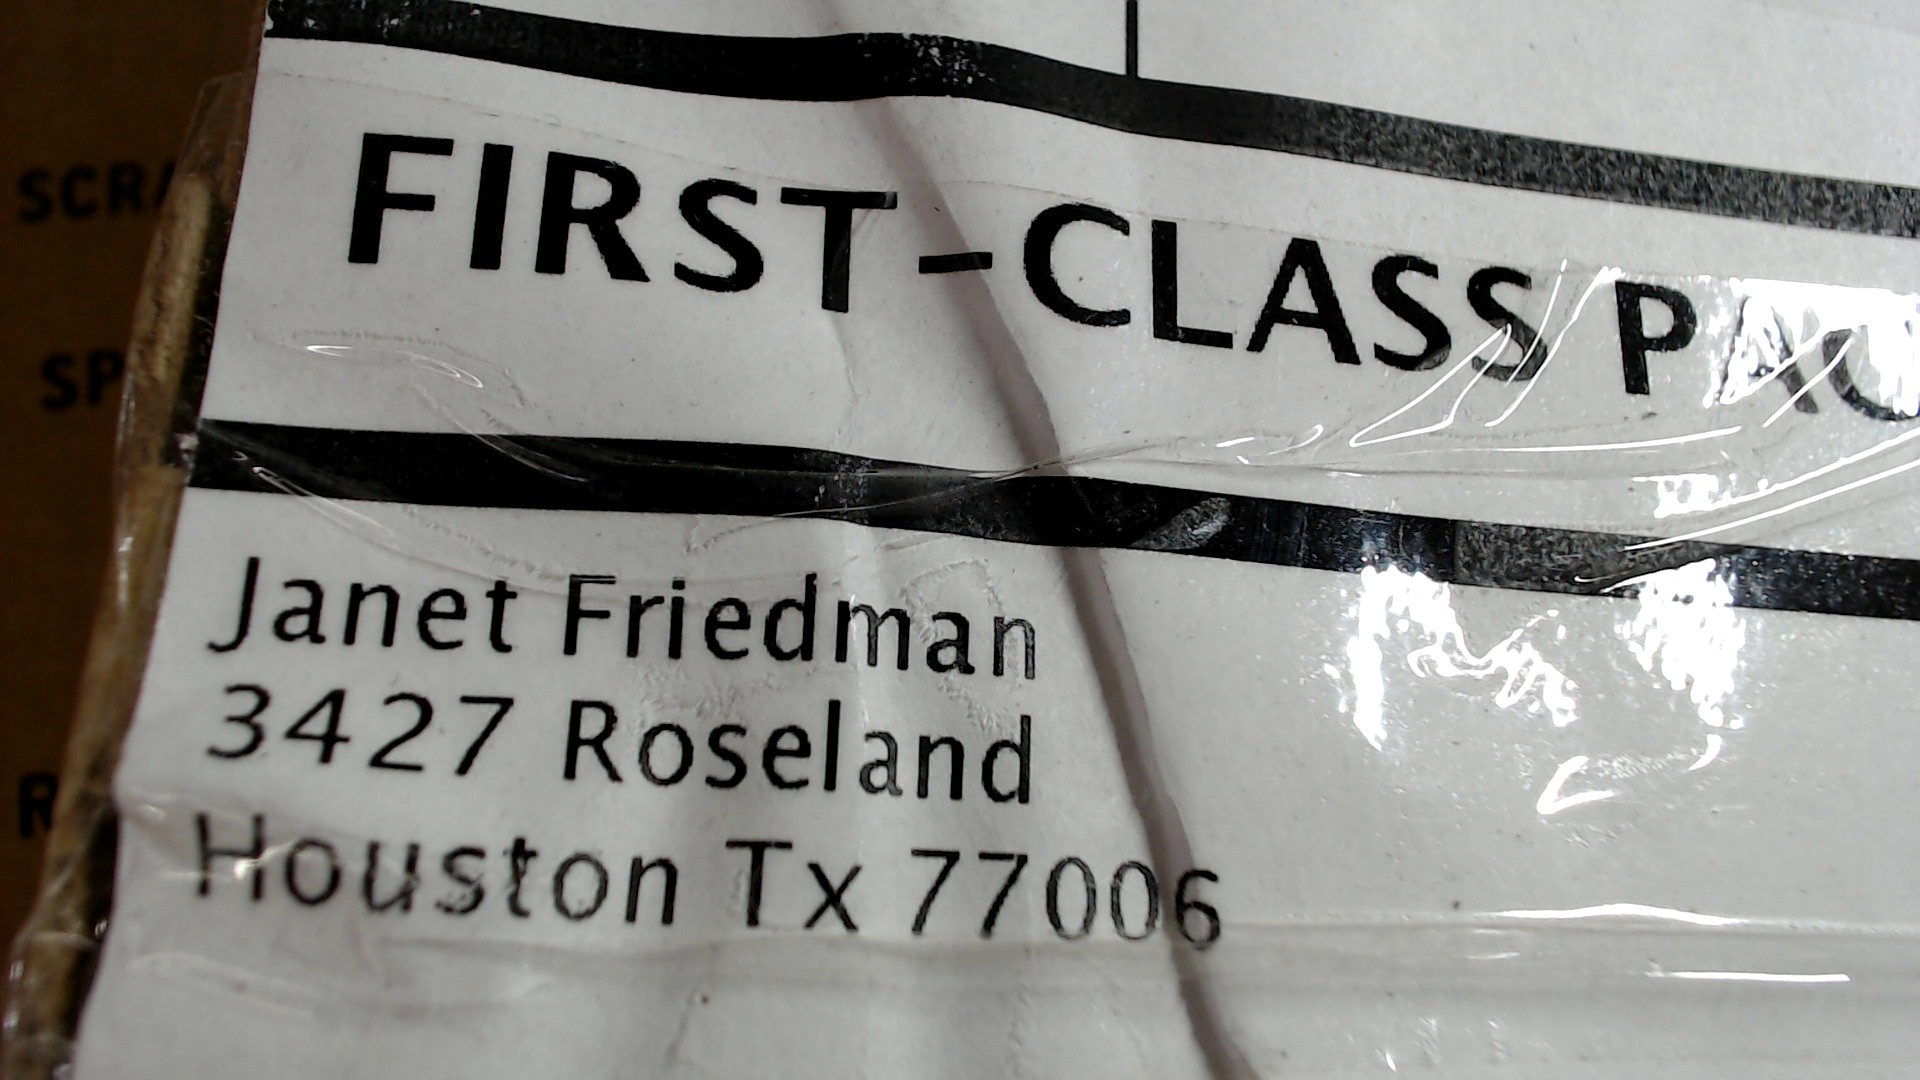 FIRST-CLASS
Janet Friedman
3427 Roseland
Houston Tx 77006